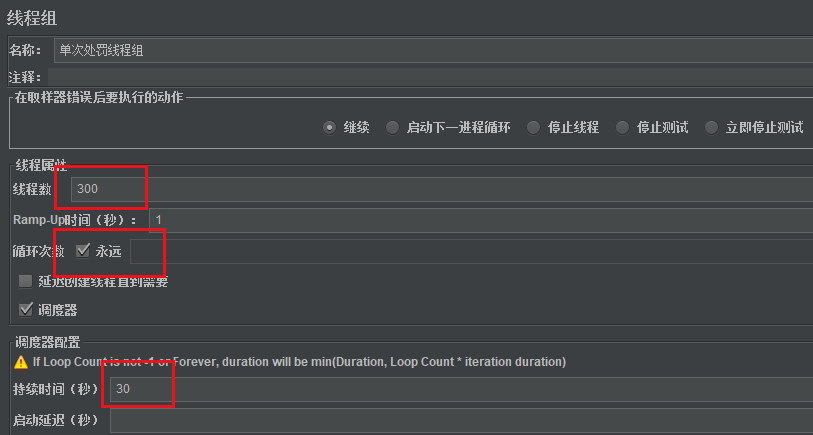 线程组
名称： 单次处罚线程组
注释：
在取样器错误后要执行的动作
继续 启动下一进程循环 停止线程 停止测试 立即停止测试
线程属性
线程数 300
Ramp-Up时间（秒）： 1
循环次数 永远
延迟创建线程直到需要
调度器
调度器配置
If Loop Count is not -1 or Forever, duration will be min(Duration, Loop Count * iteration duration)
持续时间（秒） 30
启动延迟（秒）